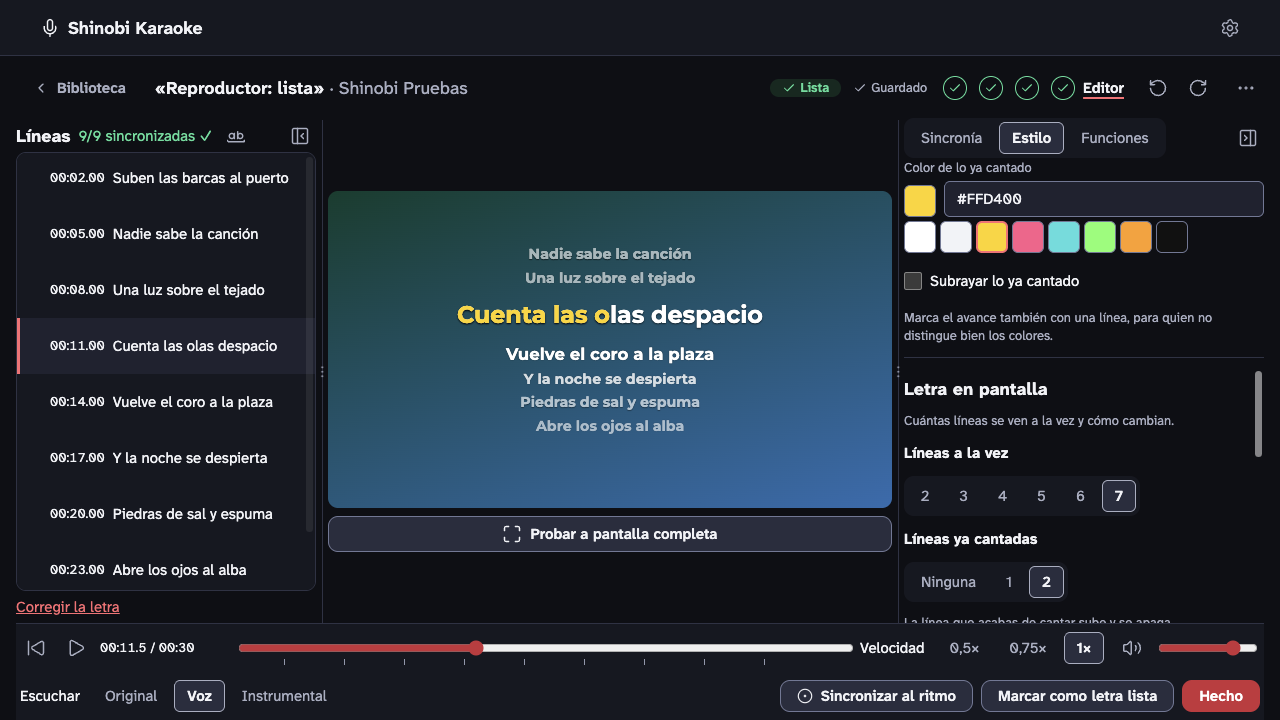 Shinobi Karaoke
Biblioteca
«Reproductor: lista» · Shinobi Pruebas
Lista
Guardado
Editor
Líneas
9/9 sincronizadas
ab
00:02.00 Suben las barcas al puerto
00:05.00 Nadie sabe la canción
00:08.00 Una luz sobre el tejado
00:11.00 Cuenta las olas despacio
00:14.00 Vuelve el coro a la plaza
00:17.00 Y la noche se despierta
00:20.00 Piedras de sal y espuma
00:23.00 Abre los ojos al alba
Corregir la letra
Nadie sabe la canción
Una luz sobre el tejado
Cuenta las olas despacio
Vuelve el coro a la plaza
Y la noche se despierta
Piedras de sal y espuma
Abre los ojos al alba
Probar a pantalla completa
Sincronía
Estilo
Funciones
Color de lo ya cantado
#FFD400
Subrayar lo ya cantado
Marca el avance también con una línea, para quien no
distingue bien los colores.
Letra en pantalla
Cuántas líneas se ven a la vez y cómo cambian.
Líneas a la vez
2 3 4 5 6 7
Líneas ya cantadas
Ninguna 1 2
La línea que acabas de cantar sube y se apaga
00:11.5 / 00:30
Velocidad
0,5×
0,75×
1×
Escuchar
Original
Voz
Instrumental
Sincronizar al ritmo
Marcar como letra lista
Hecho